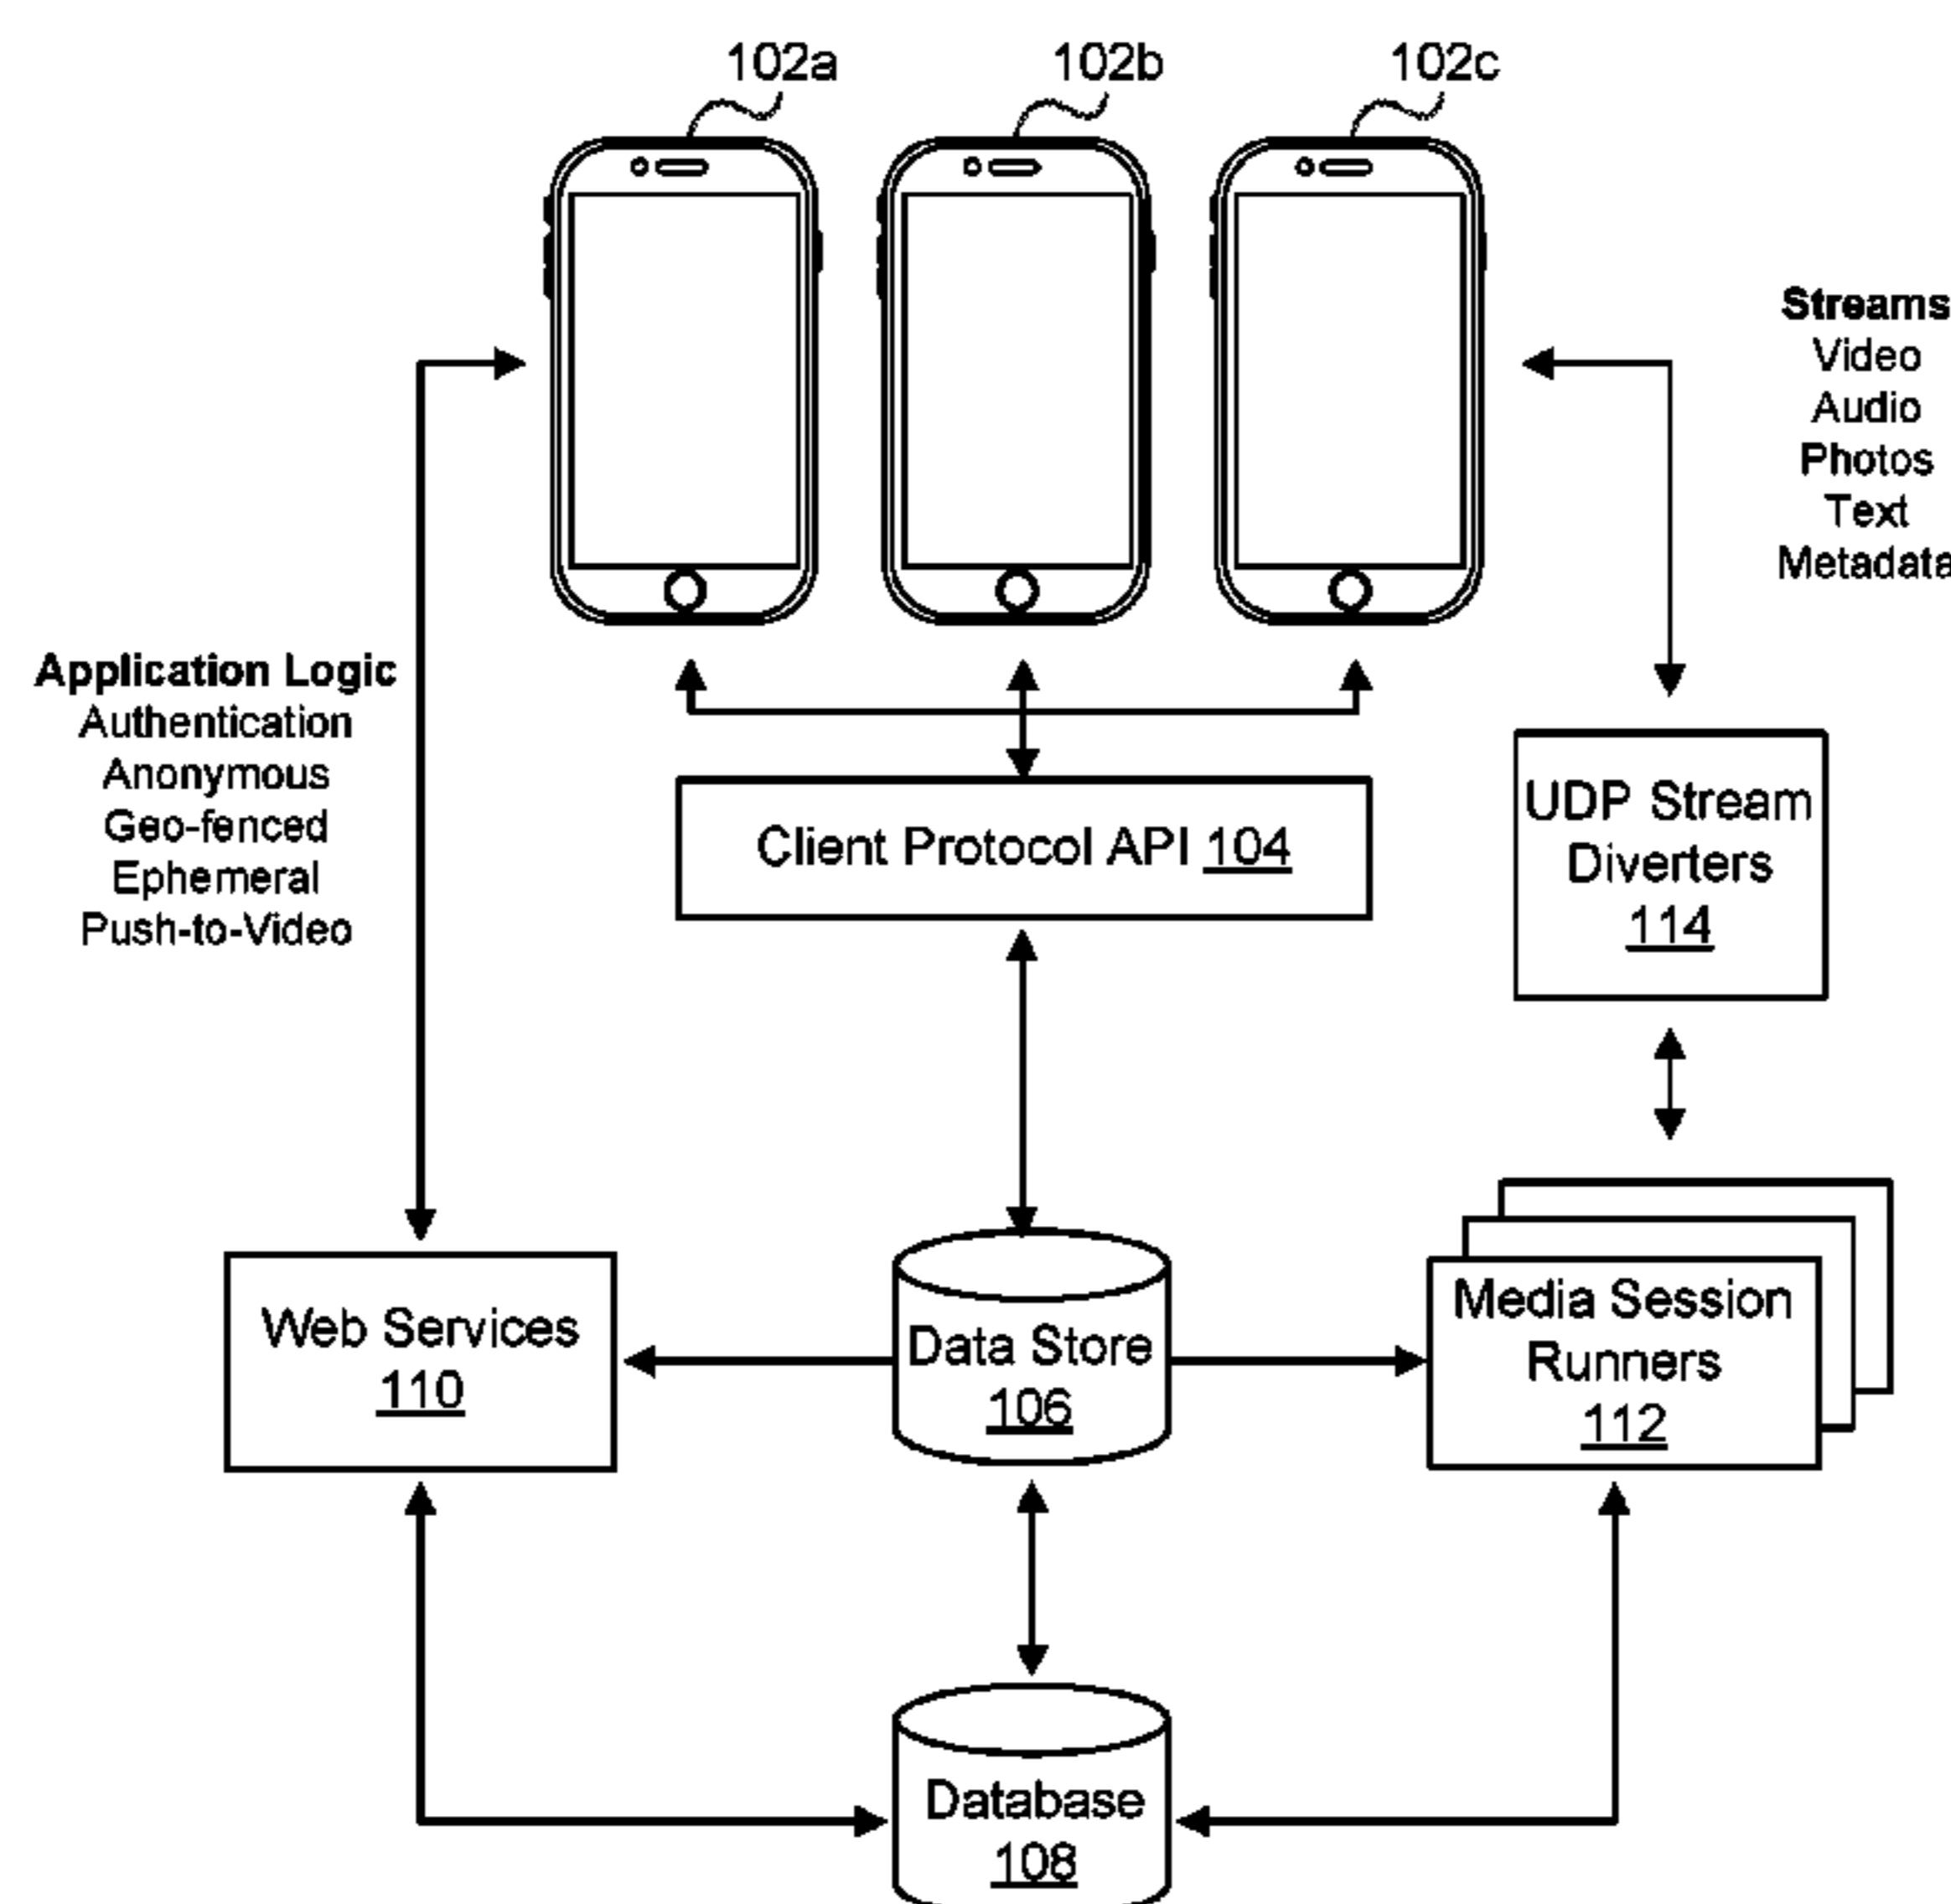 102a
102b
102c
Streams
Video
Audio
Photos
Text
Metadata
Application Logic
Authentication
Anonymous
Geo-fenced
Ephemeral
Push-to-Video
Client Protocol API 104
UDP Stream
Diverters
114
Web Services
110
Data Store
106
Media Session
Runners
112
Database
108